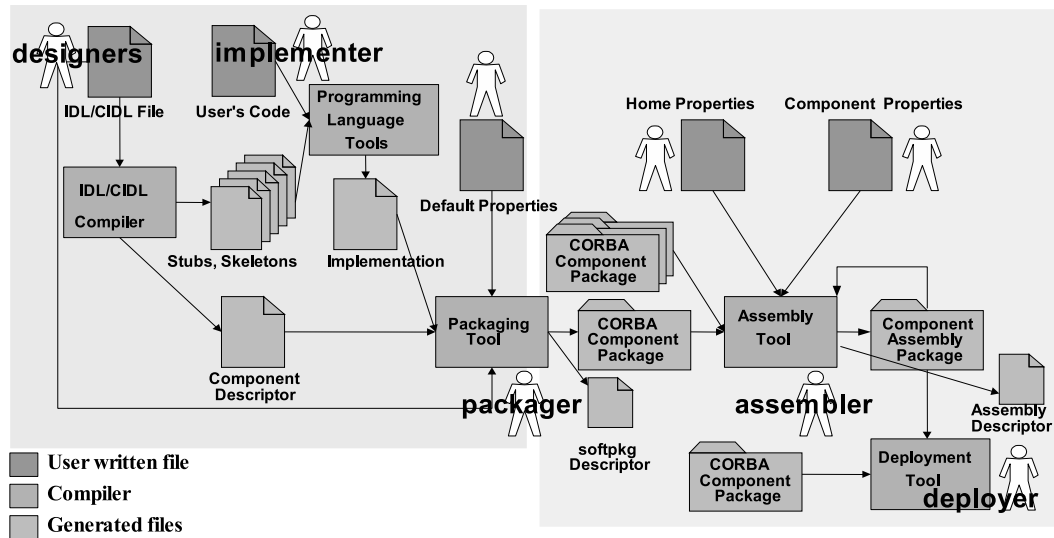 designers
implementer
IDL/CIDL File
User's Code
Programming
Language
Tools
Home Properties
Component Properties
IDL/CIDL
Compiler
Default Properties
Stubs, Skeletons
Implementation
CORBA
Component
Package
Packaging
Tool
CORBA
Component
Package
Assembly
Tool
Component
Assembly
Package
Component
Descriptor
packager
assembler
Assembly
Descriptor
softpkg
Descriptor
CORBA
Component
Package
Deployment
Tool
deployer
User written file
Compiler
Generated files